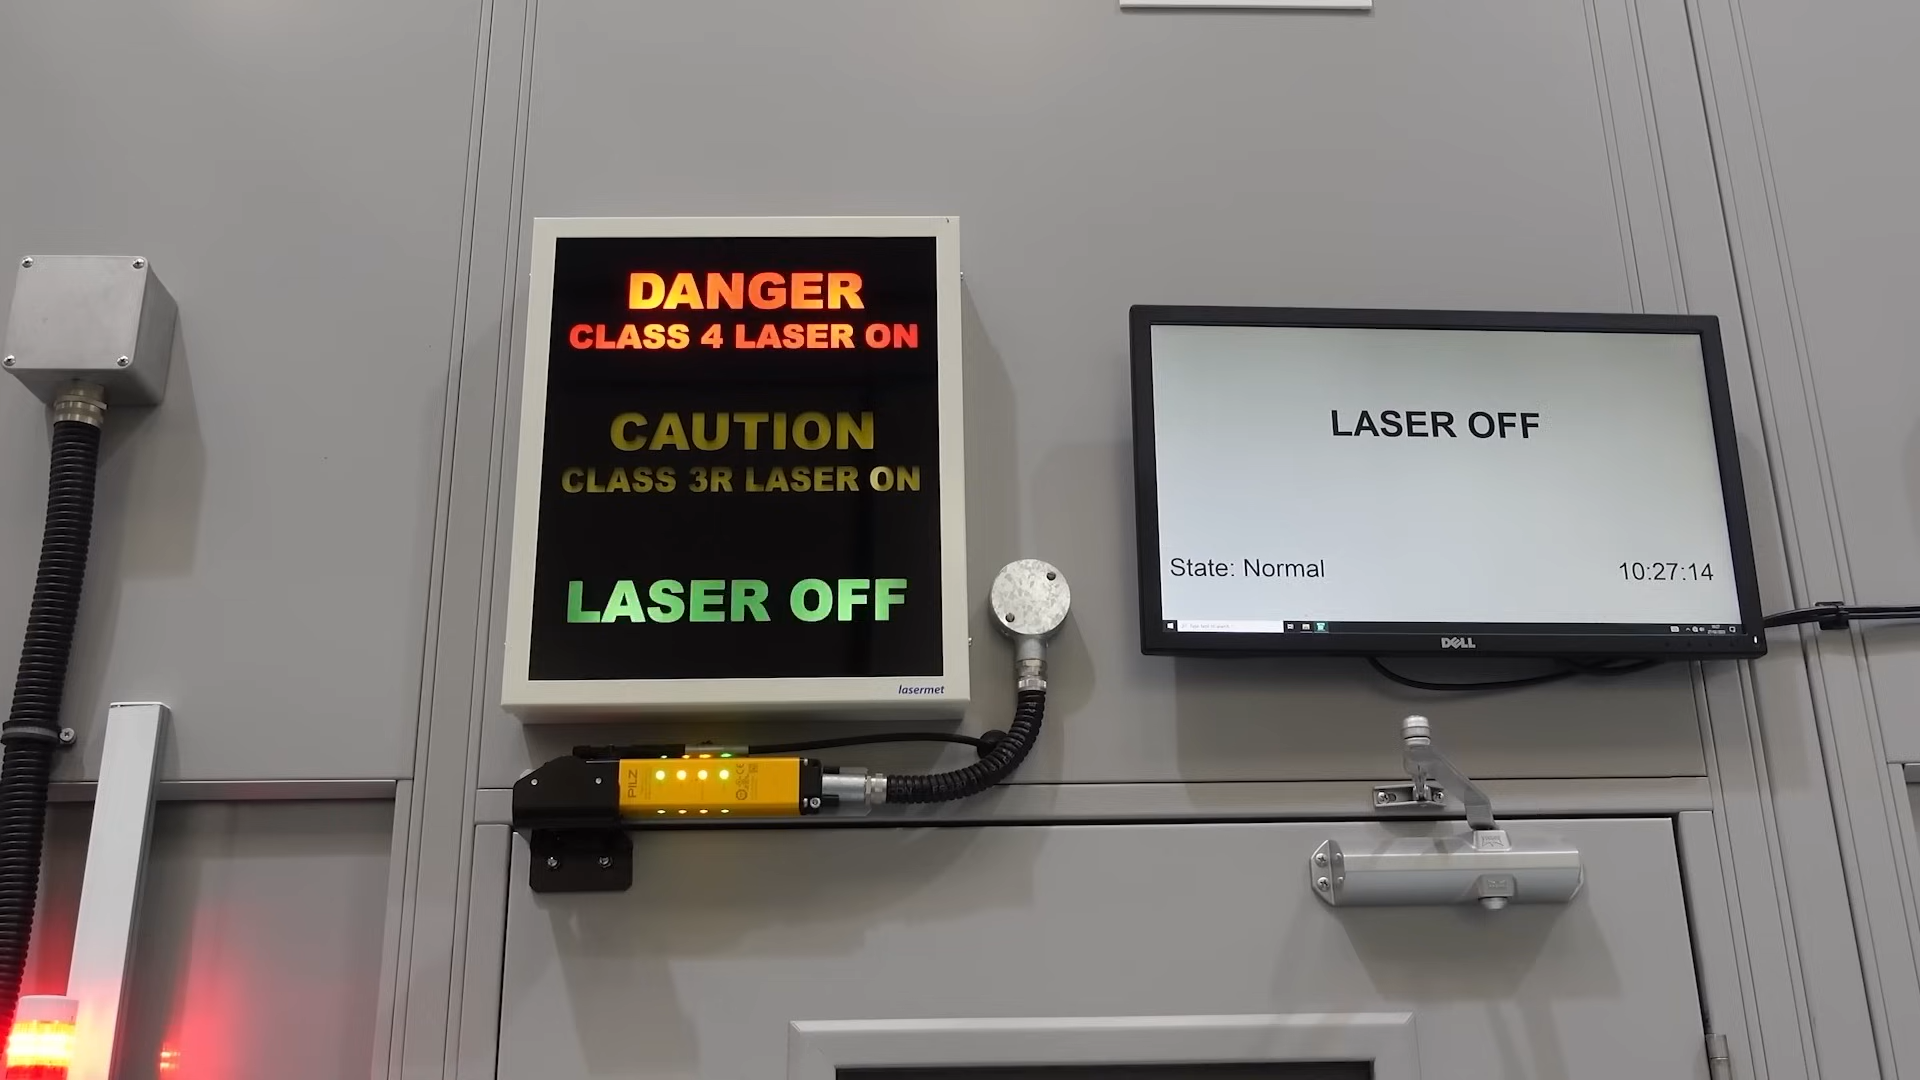 DANGER
CLASS 4 LASER ON
CAUTION
CLASS 3R LASER ON
LASER OFF
lasermet
PILZ
LASER OFF
State: Normal
10:27:14
DELL